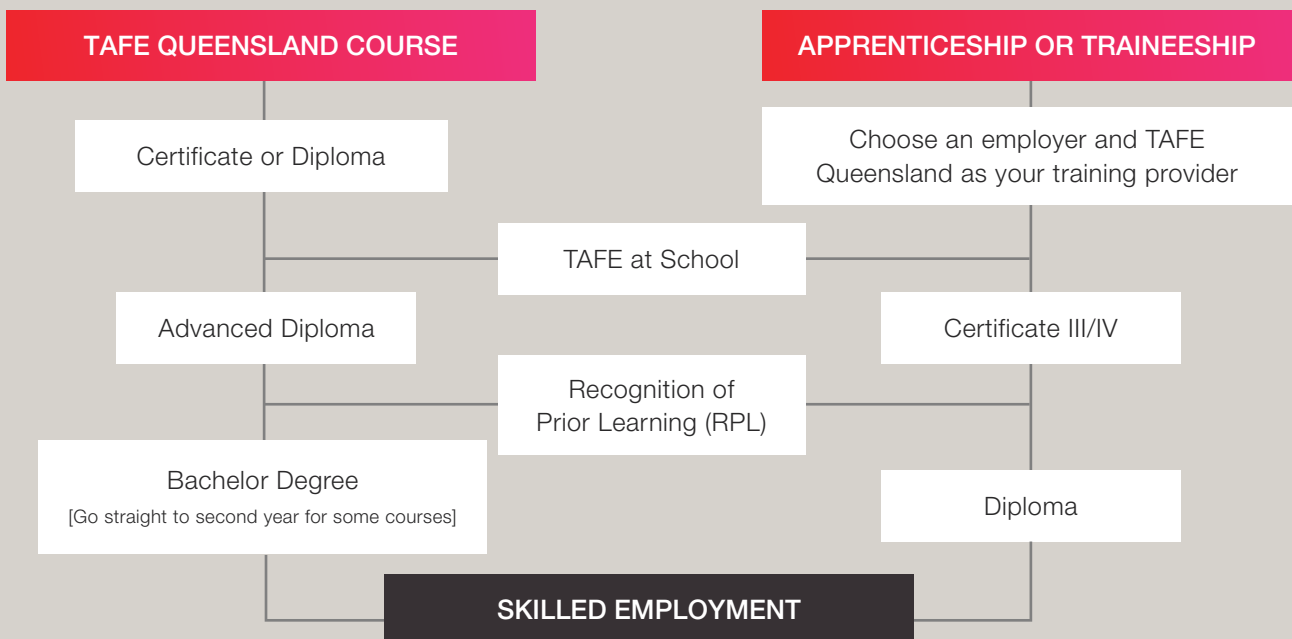 TAFE QUEENSLAND COURSE
APPRENTICESHIP OR TRAINEESHIP
Certificate or Diploma
Choose an employer and TAFE
Queensland as your training provider
TAFE at School
Advanced Diploma
Certificate III/IV
Recognition of
Prior Learning (RPL)
Bachelor Degree
[Go straight to second year for some courses]
Diploma
SKILLED EMPLOYMENT